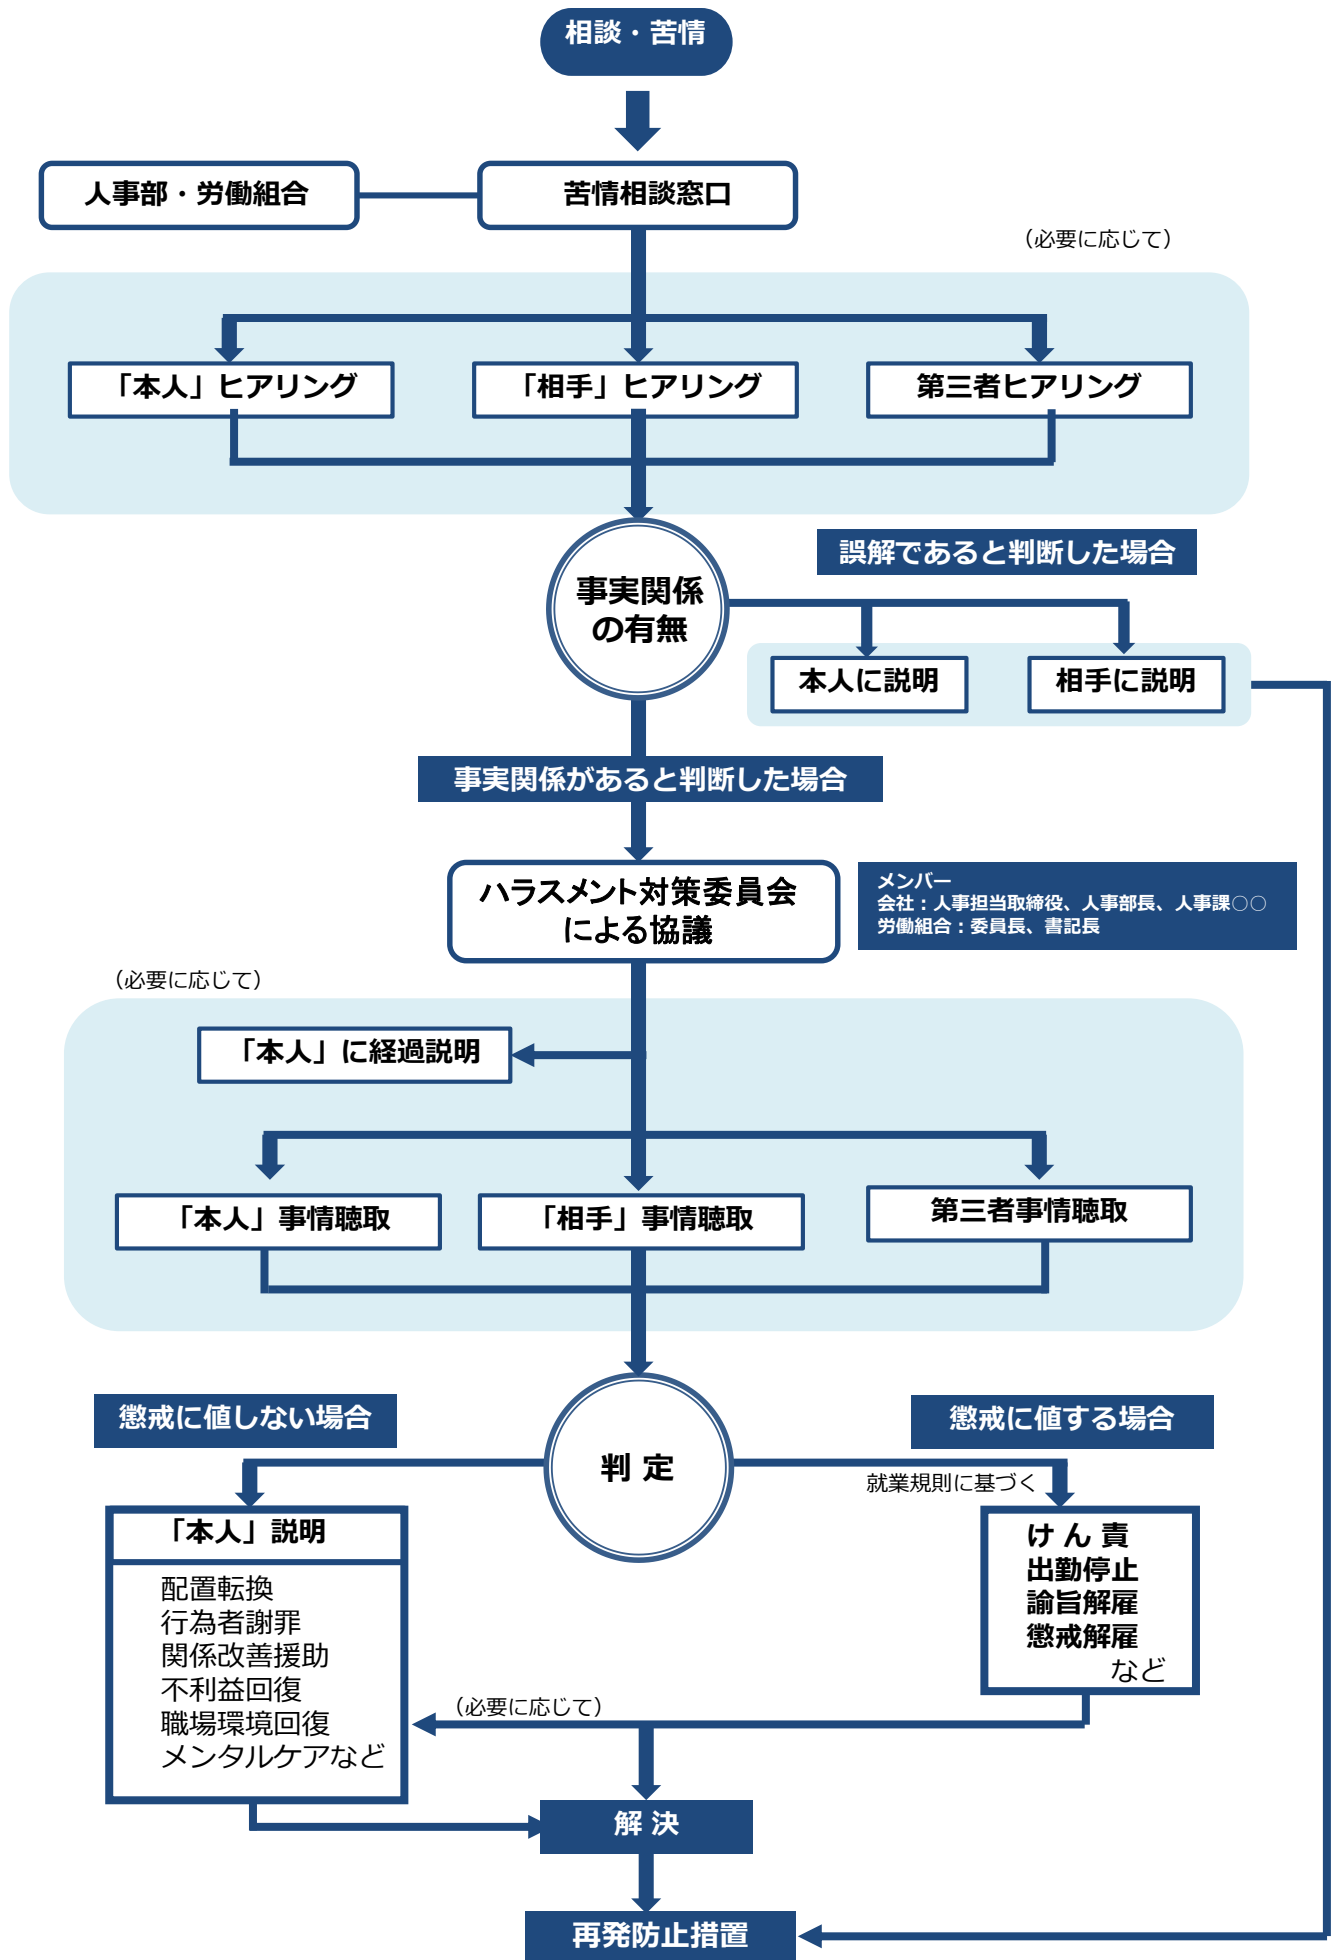 相談・苦情
人事部・労働組合
苦情相談窓口
（必要に応じて）
「本人」ヒアリング
「相手」ヒアリング
第三者ヒアリング
誤解であると判断した場合
事実関係
の有無
本人に説明
相手に説明
事実関係があると判断した場合
ハラスメント対策委員会
による協議
メンバー
会社：人事担当取締役、人事部長、人事課○○
労働組合：委員長、書記長
（必要に応じて）
「本人」に経過説明
「本人」事情聴取
「相手」事情聴取
第三者事情聴取
懲戒に値しない場合
懲戒に値する場合
判 定
就業規則に基づく
「本人」説明
配置転換
行為者謝罪
関係改善援助
不利益回復
職場環境回復
メンタルケアなど
け ん 責
出勤停止
諭旨解雇
懲戒解雇
など
（必要に応じて）
解 決
再発防止措置